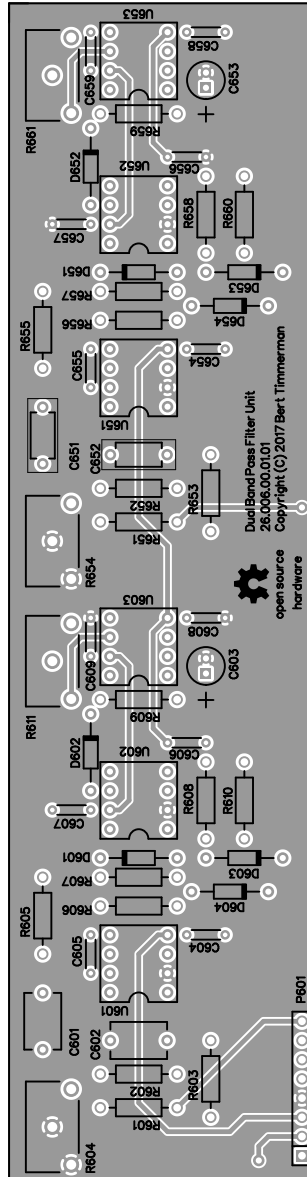 U653
C658
C653
C659
R661
R659
D652
U652
C656
C657
R658
R660
D651
R657
D653
R656
D654
R655
C655
C654
U651
C651
C652
R652
R653
R651
R654
Dual Band Pass Filter Unit
26.006.00.01.01
Copyright (C) 2017 Bert Timmerman
open source
hardware
U603
C608
C603
C609
R611
R609
D602
U602
C606
C607
R608
R610
D601
R607
D603
R606
D604
R605
C605
C604
U601
C601
C602
R602
R603
R601
R604
P601